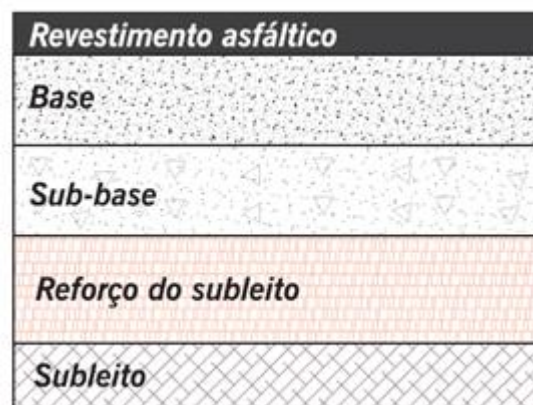 Revestimento asfáltico
Base
Sub-base
Reforço do subleito
Subleito